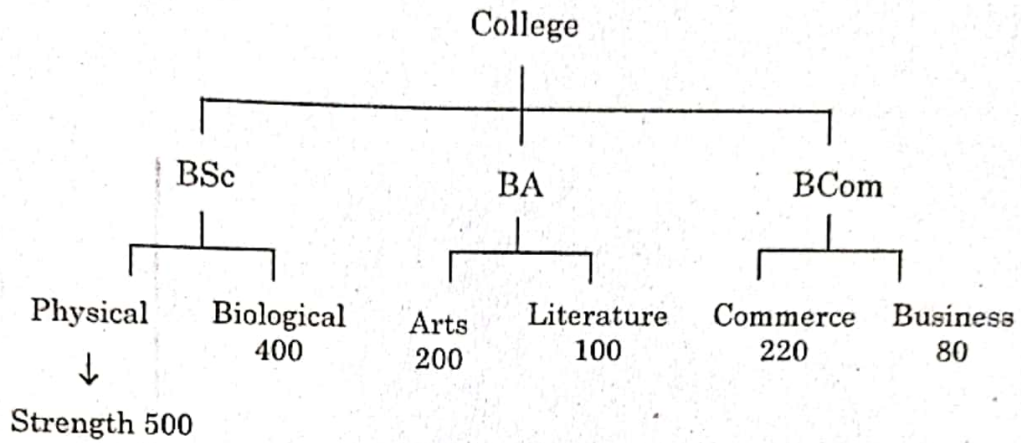 College
BSc BA BCom
Physical Biological Arts Literature Commerce Business
400 200 100 220 80
↓
Strength 500